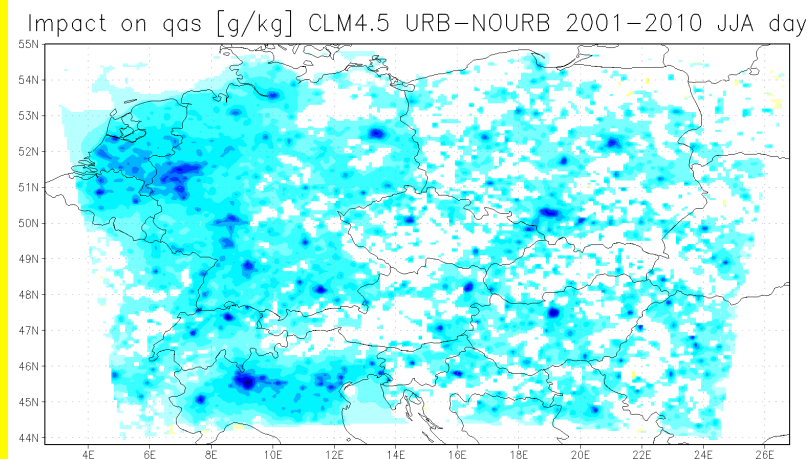 Impact on qas [g/kg] CLM4.5 URB-NOURB 2001-2010 JJA day
55N
54N
53N
52N
51N
50N
49N
48N
47N
46N
45N
44N
4E 6E 8E 10E 12E 14E 16E 18E 20E 22E 24E 26E